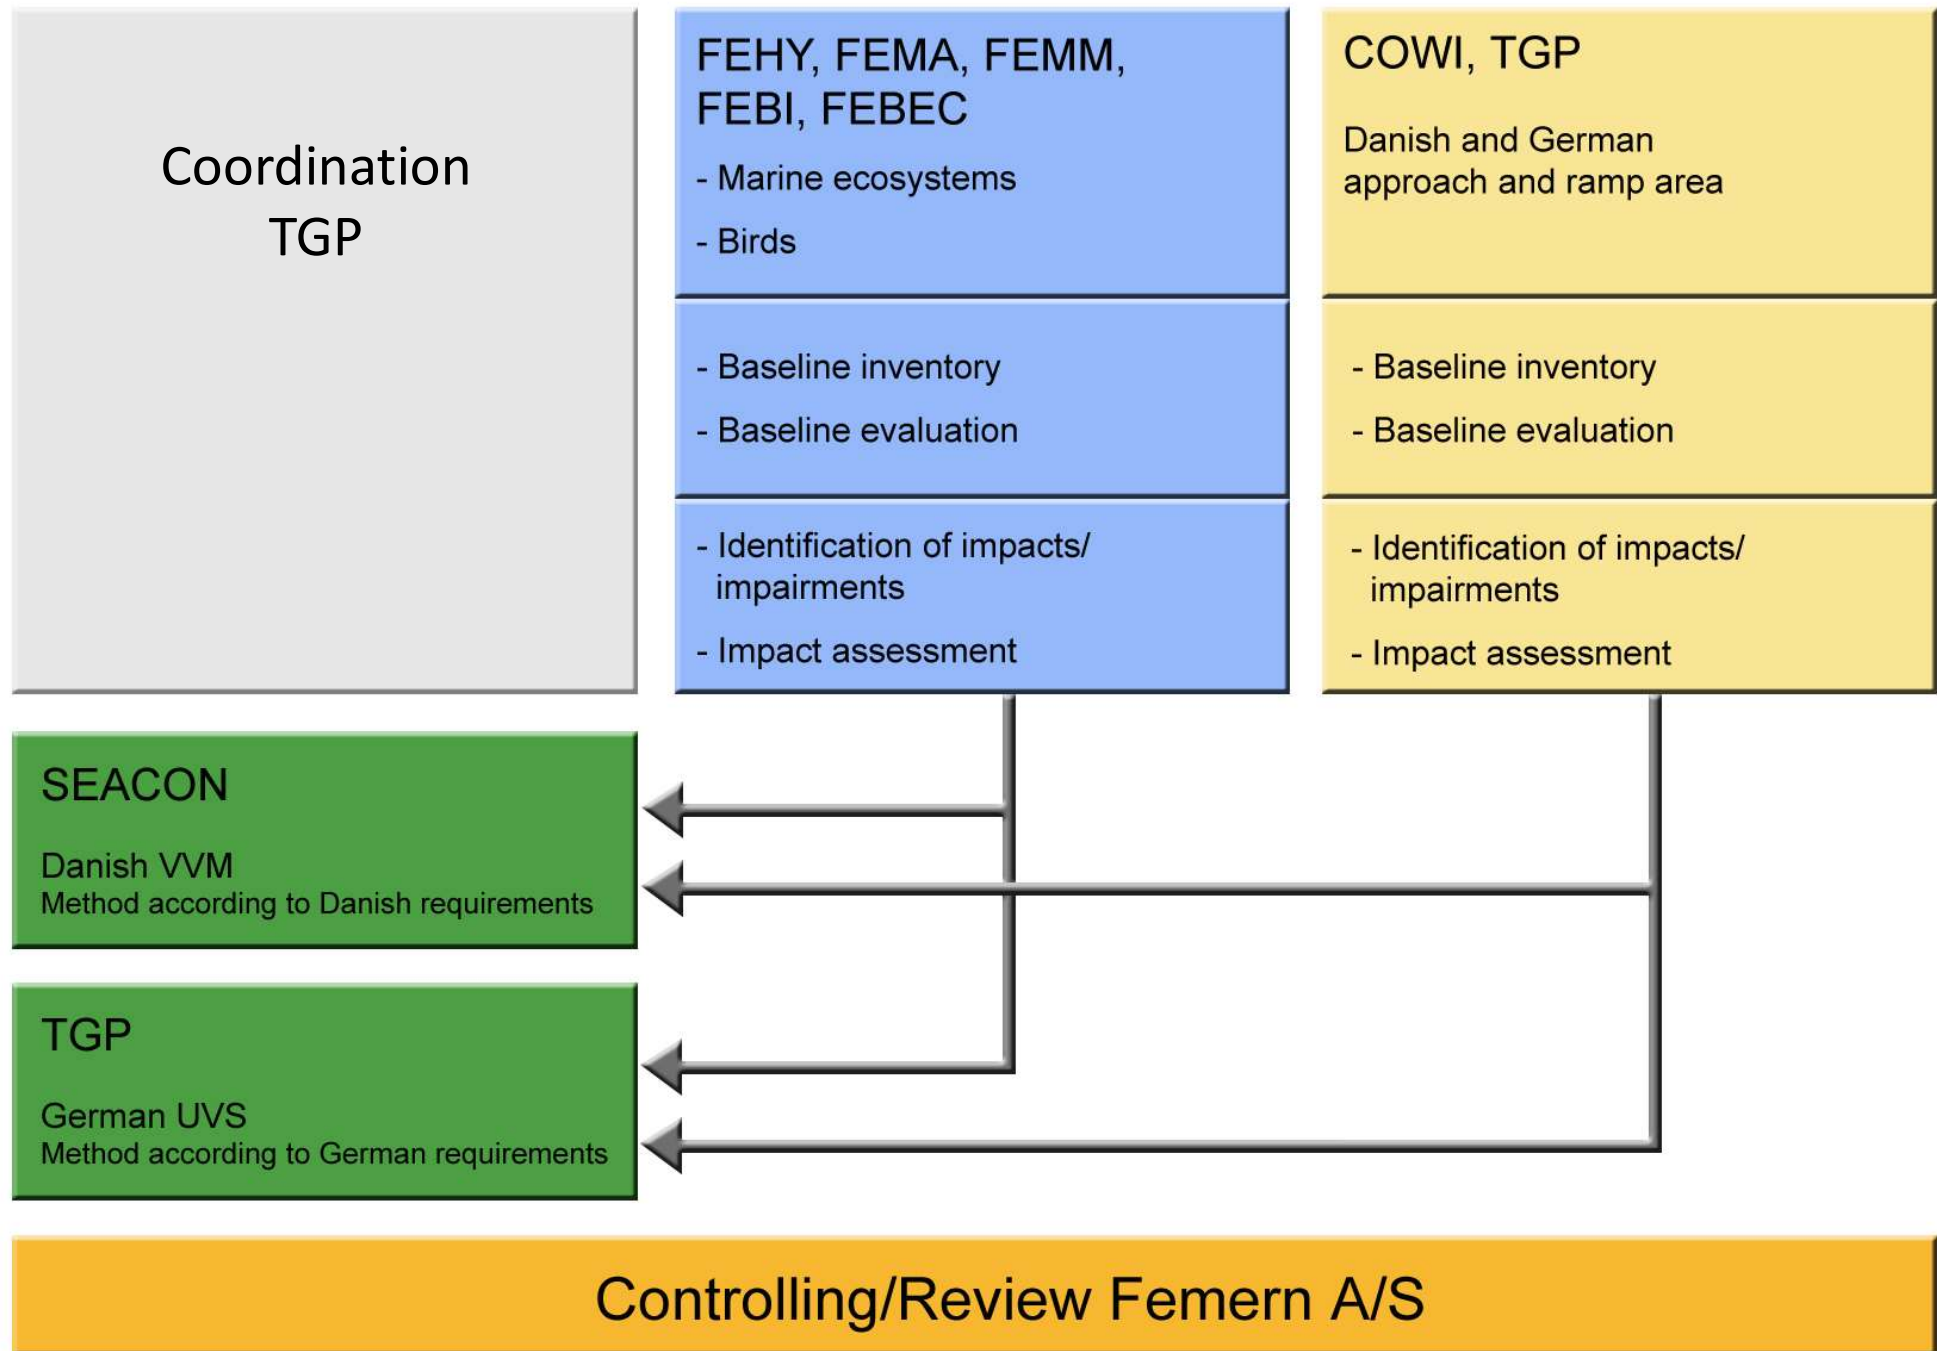 Coordination
TGP
FEHY, FEMA, FEMM,
FEBI, FEBEC
- Marine ecosystems
- Birds
- Baseline inventory
- Baseline evaluation
- Identification of impacts/
impairments
- Impact assessment
COWI, TGP
Danish and German
approach and ramp area
- Baseline inventory
- Baseline evaluation
- Identification of impacts/
impairments
- Impact assessment
SEACON
Danish VVM
Method according to Danish requirements
TGP
German UVS
Method according to German requirements
Controlling/Review Femern A/S